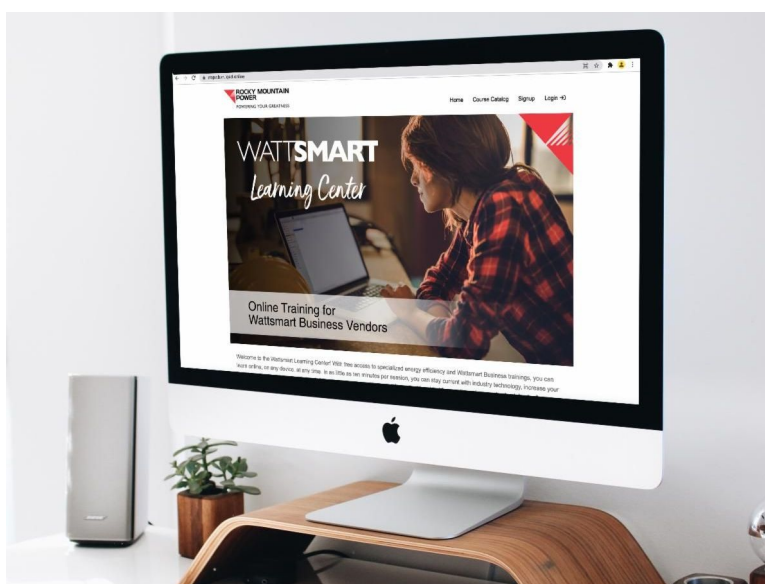 ROCKY MOUNTAIN
POWER
POWERING YOUR GREATNESS
Home Course Catalog Signup Login
WATTSMART
Learning Center
Online Training for
Wattsmart Business Vendors
Welcome to the Wattsmart Learning Center! With free access to specialized energy efficiency and Wattsmart Business trainings, you can
learn online, on any device, at any time. In as little as ten minutes per session, you can stay current with industry technology, increase your